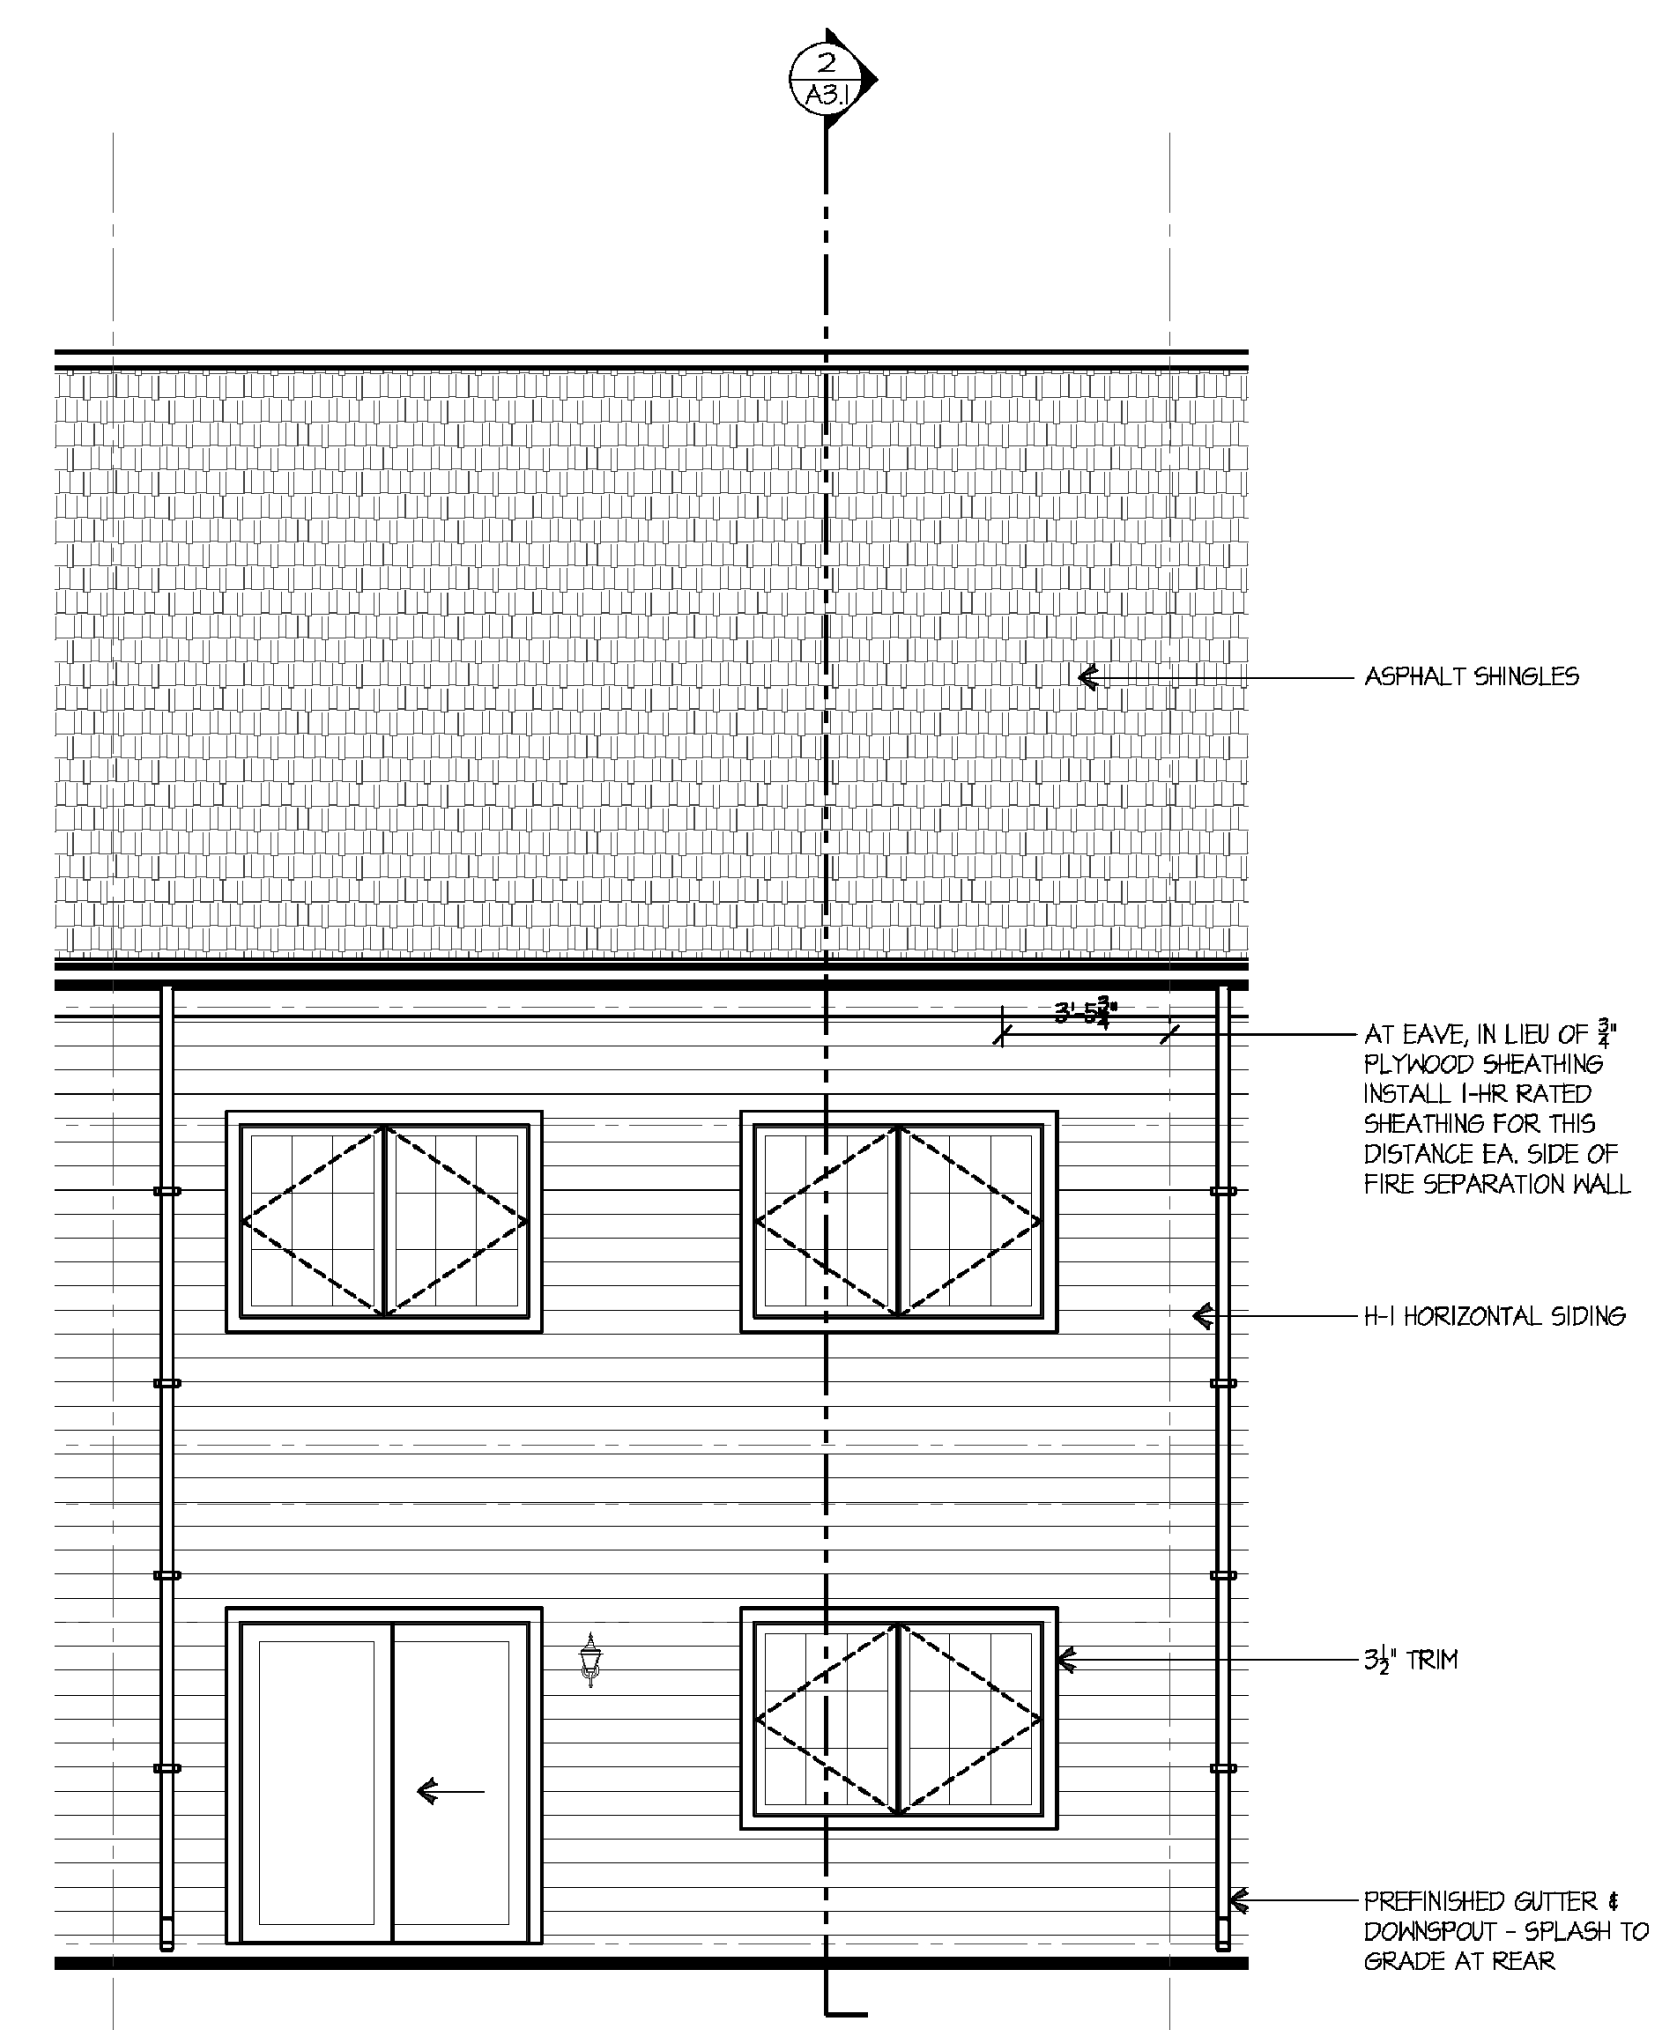 2
A3.1
ASPHALT SHINGLES
3'-5¾"
AT EAVE, IN LIEU OF ¾"
PLYWOOD SHEATHING
INSTALL 1-HR RATED
SHEATHING FOR THIS
DISTANCE EA. SIDE OF
FIRE SEPARATION WALL
H-1 HORIZONTAL SIDING
3½" TRIM
PREFINISHED GUTTER &
DOWNSPOUT - SPLASH TO
GRADE AT REAR